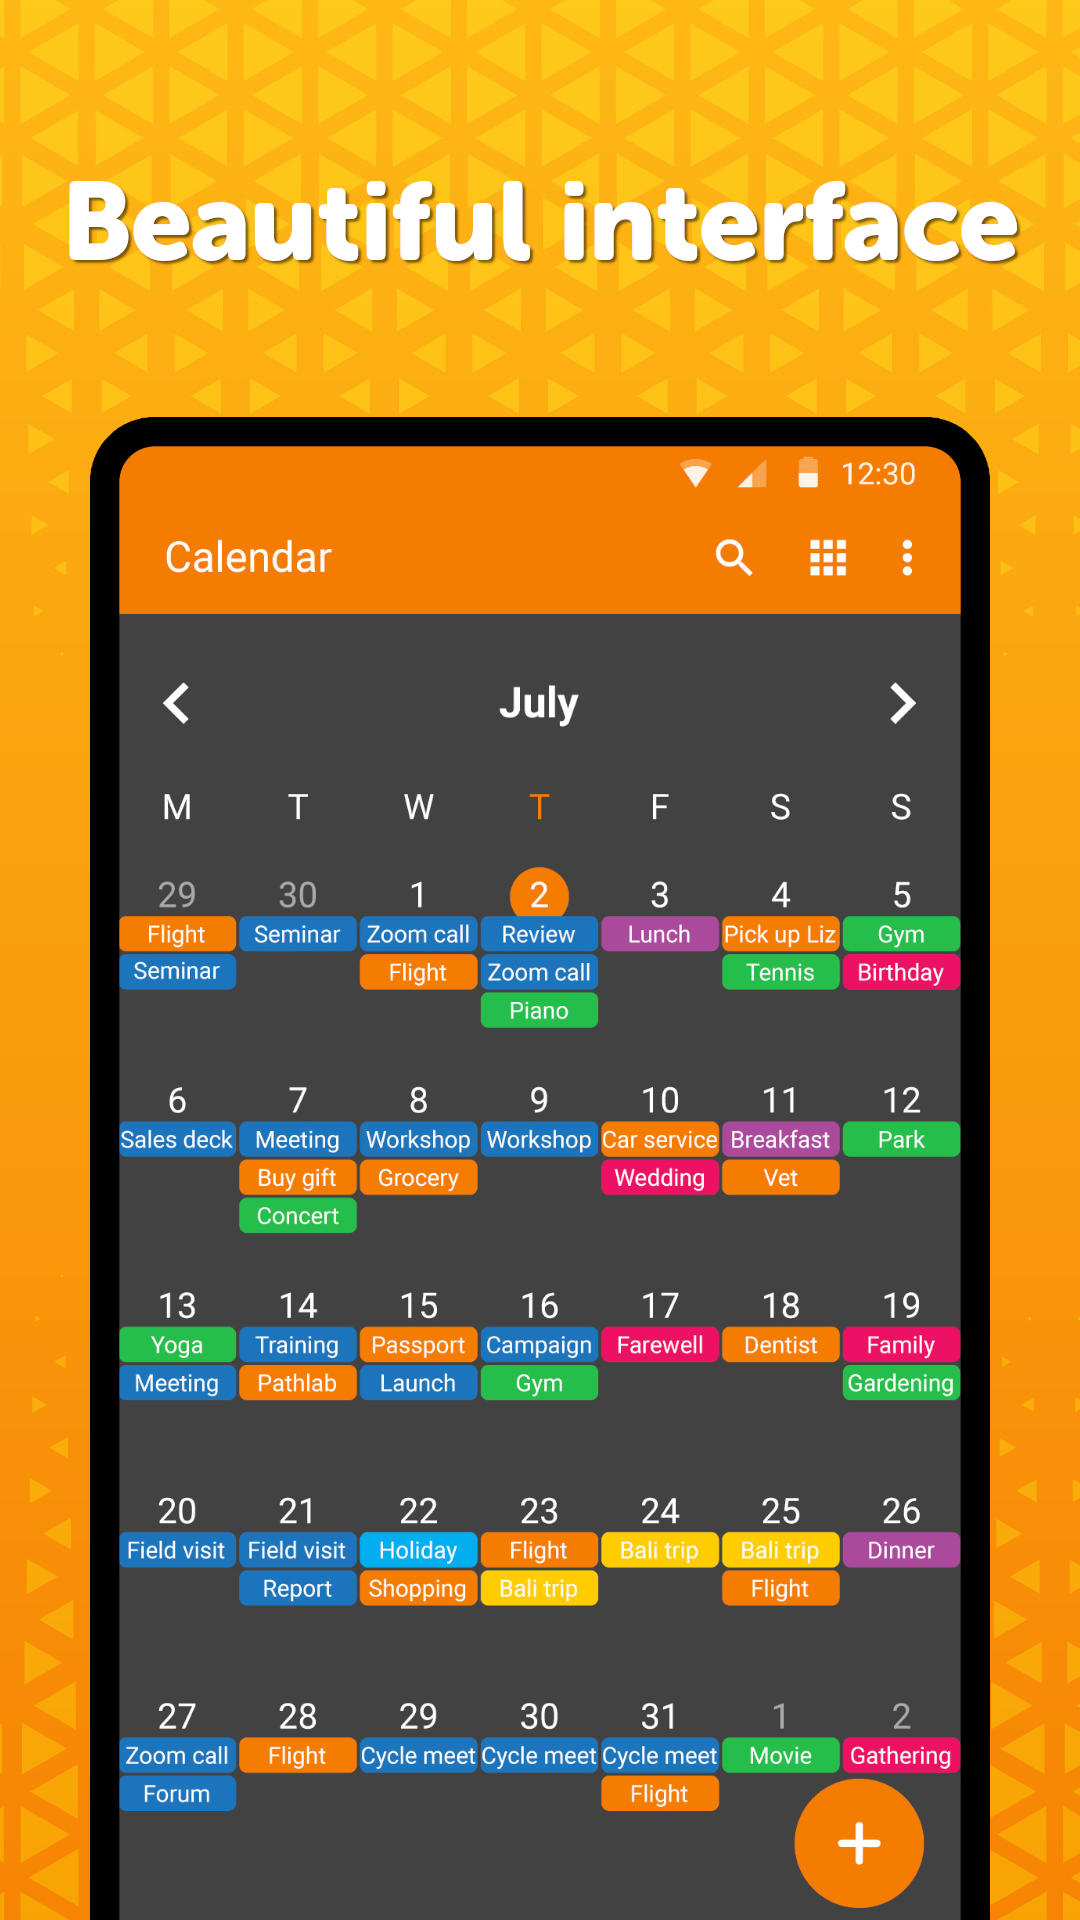 Beautiful interface
12:30
Calendar
July
M T W T F S S
29 30 1 2 3 4 5
Flight Seminar Zoom call Review Lunch Pick up Liz Gym
Seminar Flight Zoom call Tennis Birthday
Piano
6 7 8 9 10 11 12
Sales deck Meeting Workshop Workshop Car service Breakfast Park
Buy gift Grocery Wedding Vet
Concert
13 14 15 16 17 18 19
Yoga Training Passport Campaign Farewell Dentist Family
Meeting Pathlab Launch Gym Gardening
20 21 22 23 24 25 26
Field visit Field visit Holiday Flight Bali trip Bali trip Dinner
Report Shopping Bali trip Flight
27 28 29 30 31 1 2
Zoom call Flight Cycle meet Cycle meet Cycle meet Movie Gathering
Forum Flight